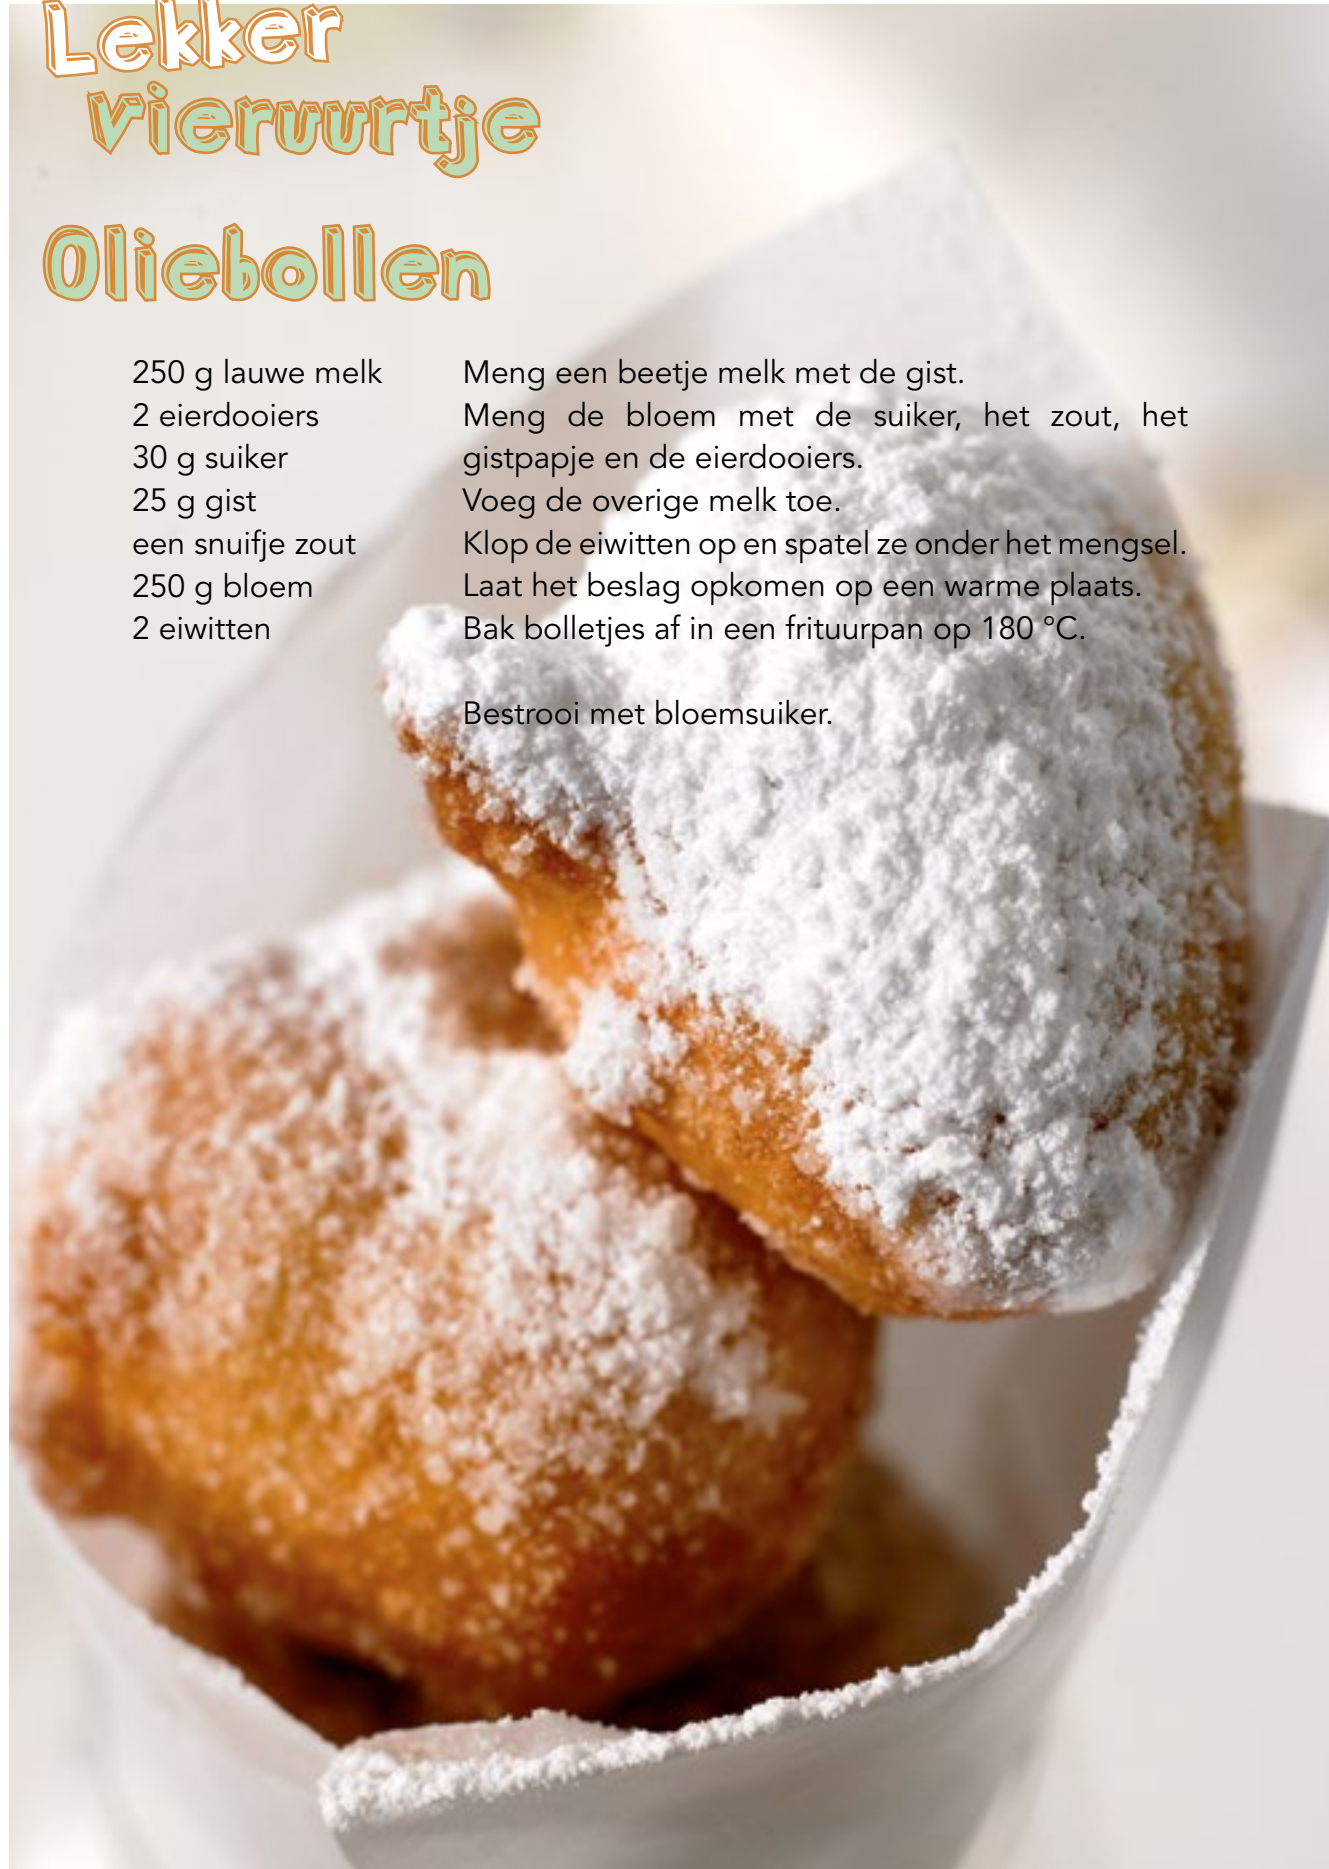 Lekker
vieruurtje
Oliebollen
250 g lauwe melk
2 eierdooiers
30 g suiker
25 g gist
een snuifje zout
250 g bloem
2 eiwitten
Meng een beetje melk met de gist.
Meng de bloem met de suiker, het zout, het
gistpapje en de eierdooiers.
Voeg de overige melk toe.
Klop de eiwitten op en spatel ze onder het mengsel.
Laat het beslag opkomen op een warme plaats.
Bak bolletjes af in een frituurpan op 180 °C.
Bestrooi met bloemsuiker.